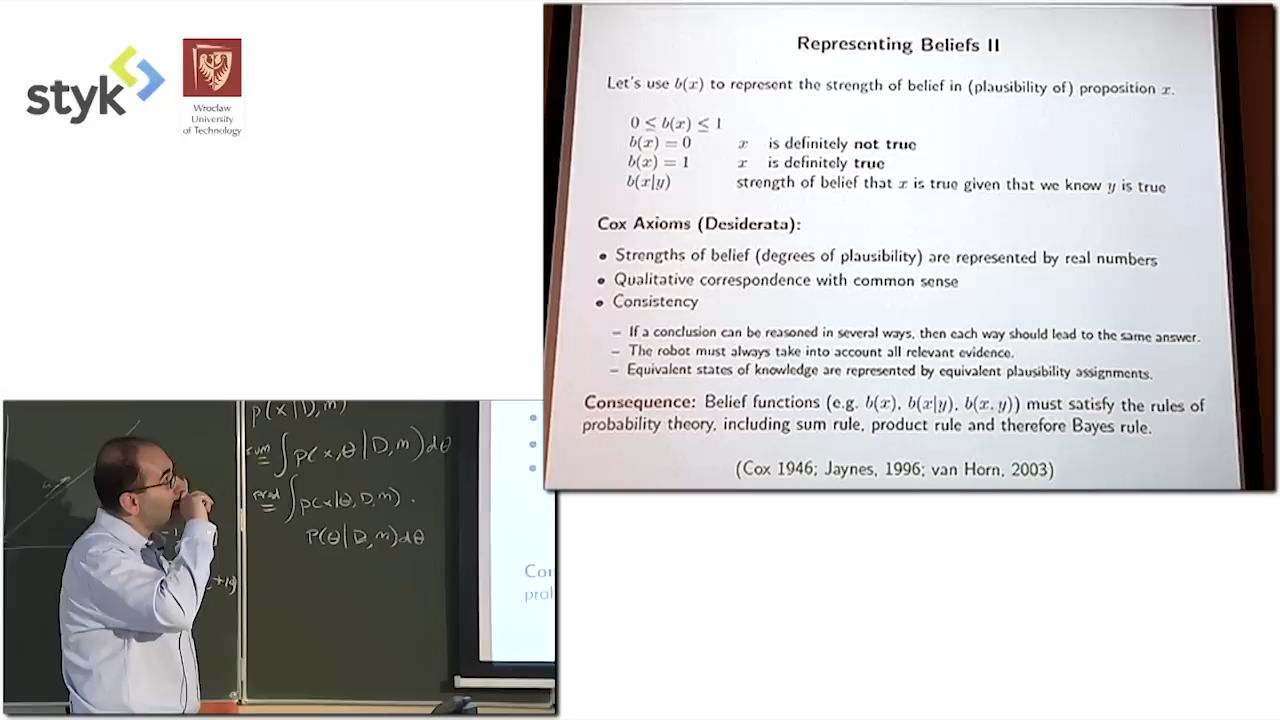 styk
Wrocław
University
of Technology
Representing Beliefs II
Let's use b(x) to represent the strength of belief in (plausibility of) proposition x.
0 ≤ b(x) ≤ 1
b(x) = 0 x is definitely not true
b(x) = 1 x is definitely true
b(x|y) strength of belief that x is true given that we know y is true
Cox Axioms (Desiderata):
• Strengths of belief (degrees of plausibility) are represented by real numbers
• Qualitative correspondence with common sense
• Consistency
– If a conclusion can be reasoned in several ways, then each way should lead to the same answer.
– The robot must always take into account all relevant evidence.
– Equivalent states of knowledge are represented by equivalent plausibility assignments.
Consequence: Belief functions (e.g. b(x), b(x|y), b(x, y)) must satisfy the rules of
probability theory, including sum rule, product rule and therefore Bayes rule.
(Cox 1946; Jaynes, 1996; van Horn, 2003)
p(x|D,m)
sum = ∫ p(x,θ|D,m)dθ
prod = ∫ p(x|θ,D,m) ·
P(θ|D,m)dθ
Con
prol